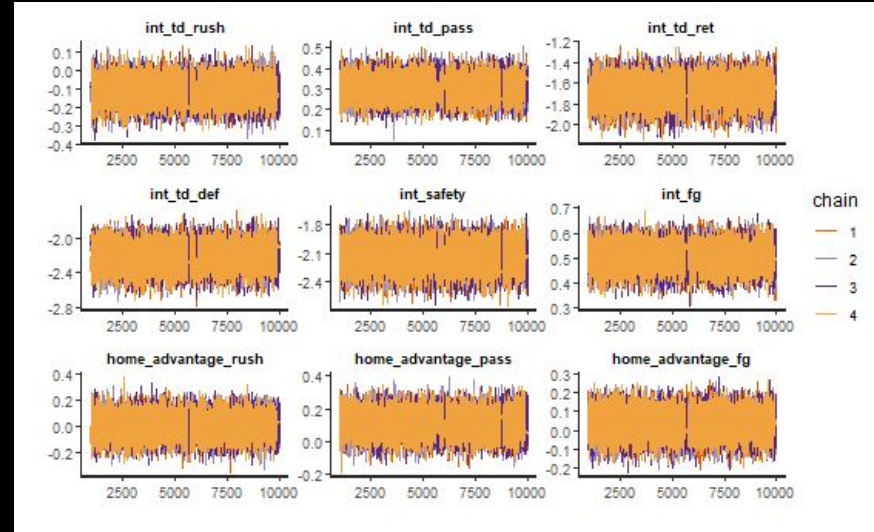 int_td_rush
int_td_pass
int_td_ret
0.1
0.0
-0.1
-0.2
-0.3
-0.4
2500 5000 7500 10000
0.5
0.4
0.3
0.2
0.1
2500 5000 7500 10000
-1.2
-1.4
-1.6
-1.8
-2.0
2500 5000 7500 10000
int_td_def
int_safety
int_fg
-2.0
-2.4
-2.8
2500 5000 7500 10000
-1.8
-2.1
-2.4
2500 5000 7500 10000
0.7
0.6
0.5
0.4
0.3
2500 5000 7500 10000
home_advantage_rush
home_advantage_pass
home_advantage_fg
0.4
0.2
0.0
-0.2
2500 5000 7500 10000
0.4
0.2
0.0
-0.2
2500 5000 7500 10000
0.3
0.2
0.1
0.0
-0.1
-0.2
2500 5000 7500 10000
chain
1
2
3
4